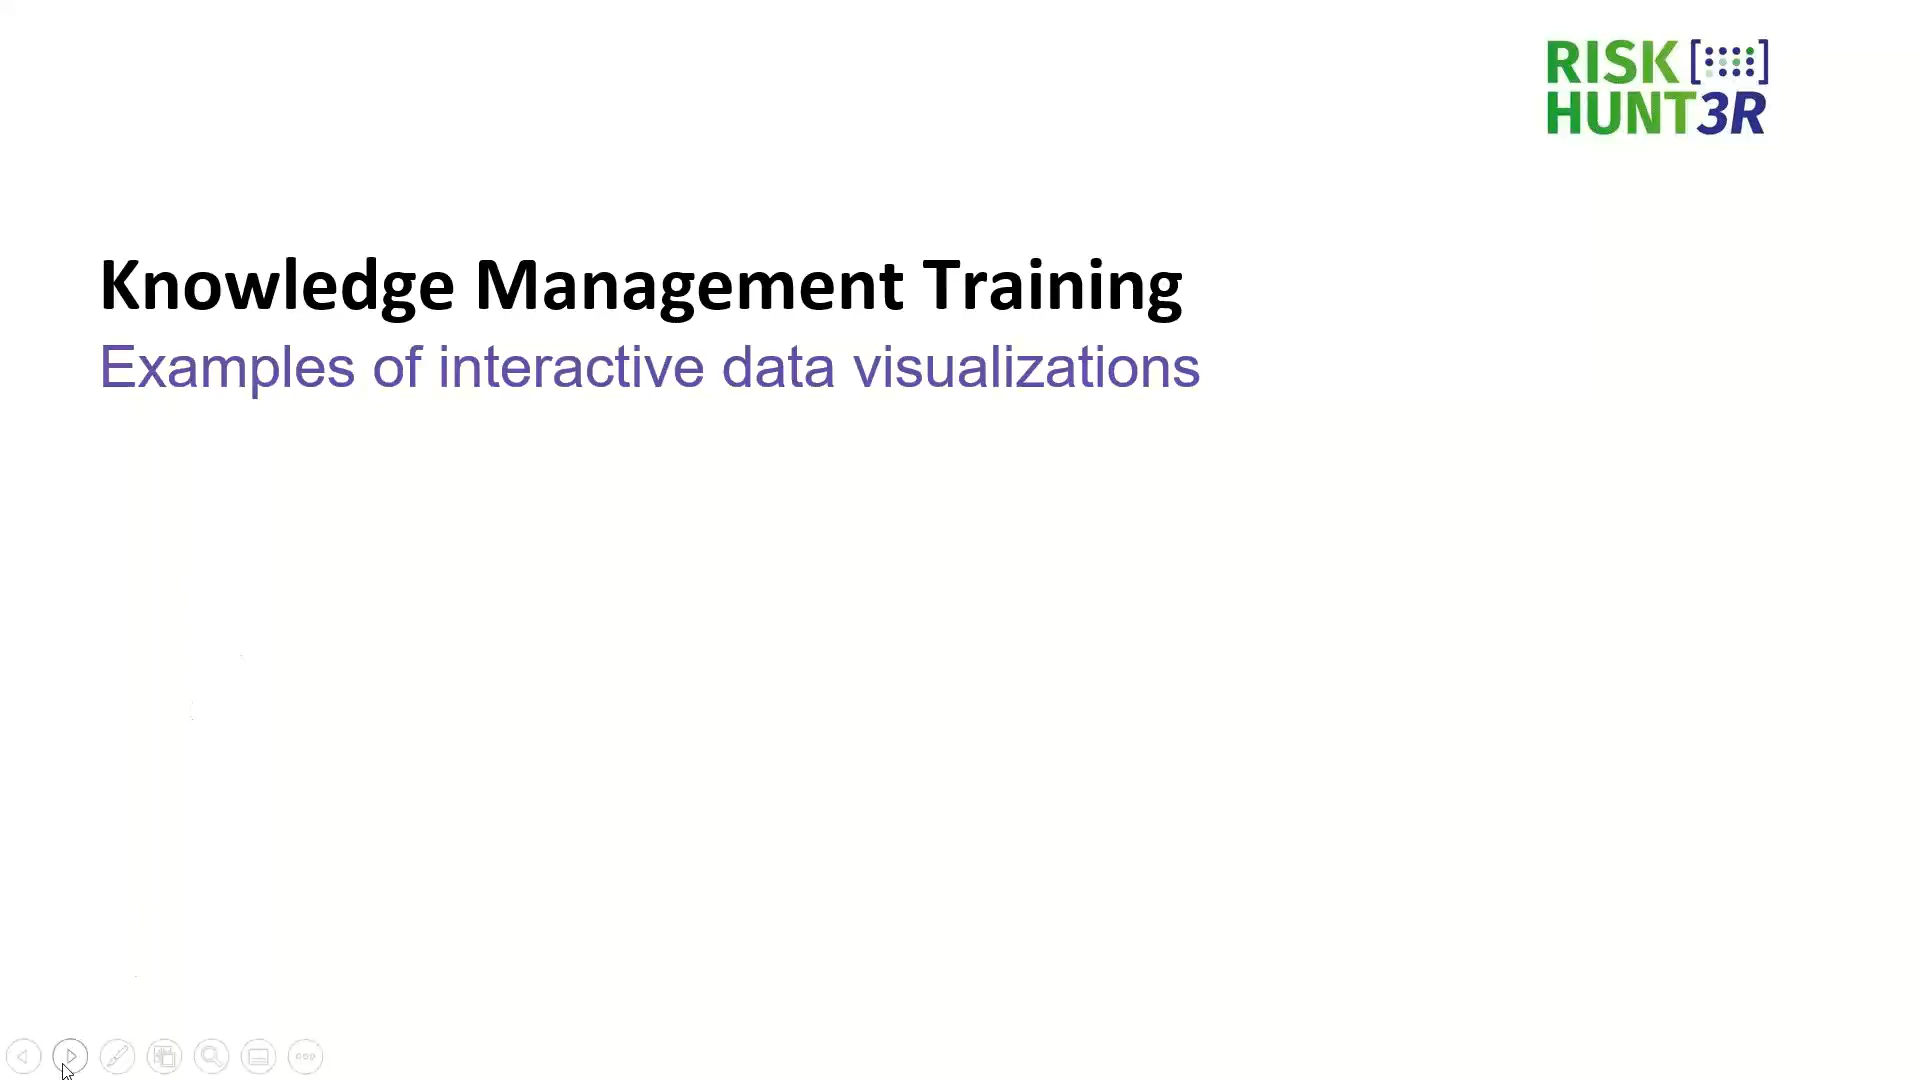 RISK
HUNT3R
Knowledge Management Training
Examples of interactive data visualizations